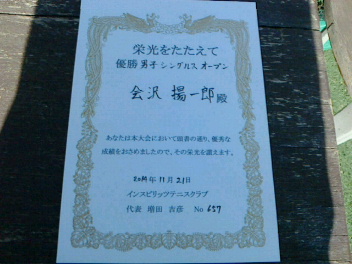 栄光をたたえて
優勝 男子 シングルス オープン
会沢 揚一郎 殿
あなたは本大会において頭書の通り、優秀な
成績をおさめましたので、その栄光を讃えます。
年 11月 21日
インスピリッツテニスクラブ
代表 増田 吉彦 No 657